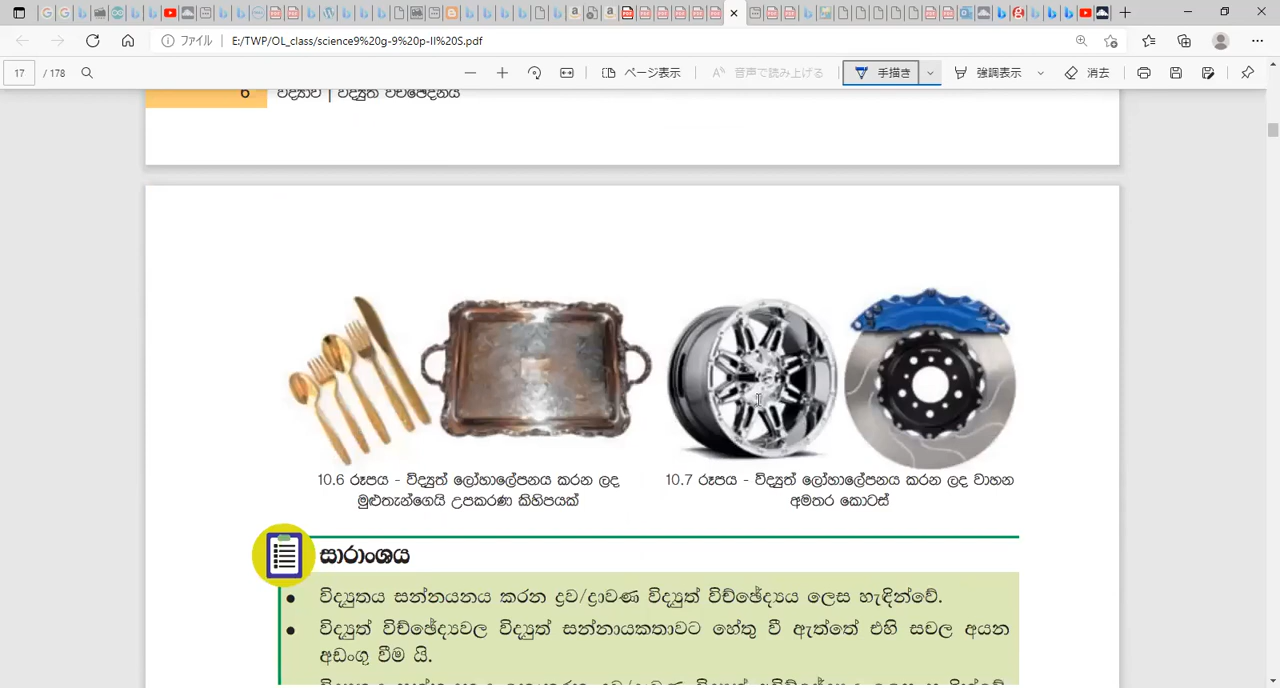 ファイル
E:/TWP/OL_class/science9%20g-9%20p-II%20S.pdf
17 / 178
ページ表示
音声で読み上げる
手描き
強調表示
消去
6 විද්‍යාව | විද්‍යුත් විච්ඡේදනය
10.6 රූපය - විද්‍යුත් ලෝහාලේපනය කරන ලද
මුළුතැන්ගෙයි උපකරණ කිහිපයක්
10.7 රූපය - විද්‍යුත් ලෝහාලේපනය කරන ලද වාහන
අමතර කොටස්
සාරාංශය
• විද්‍යුතය සන්නයනය කරන ද්‍රව/ද්‍රාවණ විද්‍යුත් විච්ඡේද්‍යය ලෙස හැඳින්වේ.
• විද්‍යුත් විච්ඡේද්‍යවල විද්‍යුත් සන්නායකතාවට හේතු වී ඇත්තේ එහි සචල අයන
අඩංගු වීම යි.